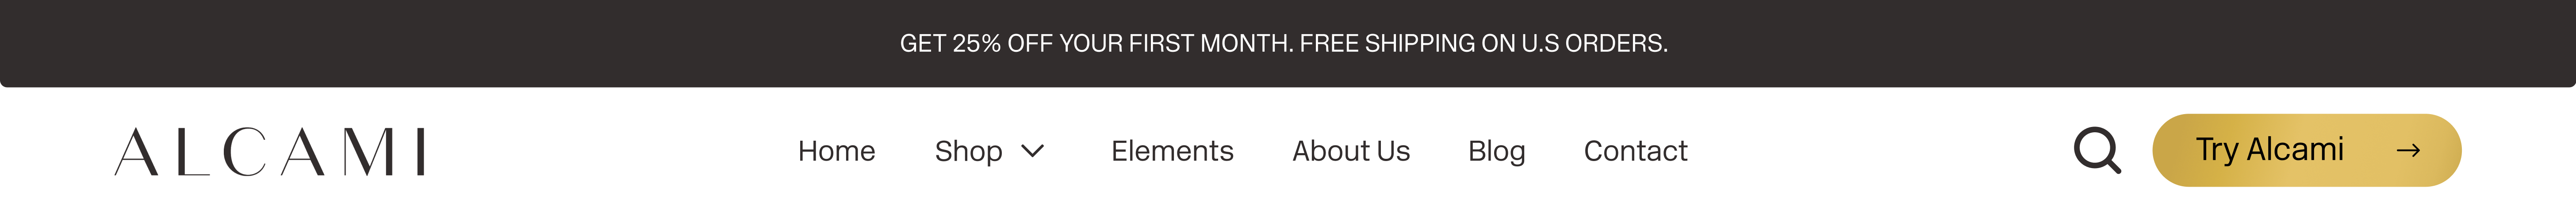 GET 25% OFF YOUR FIRST MONTH. FREE SHIPPING ON U.S ORDERS.
ALCAMI Home Shop Elements About Us Blog Contact Try Alcami →